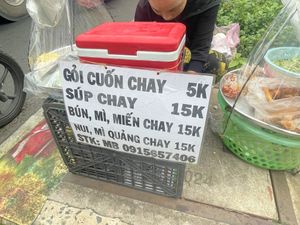 GỎI CUỐN CHAY 5K
SÚP CHAY 15K
BÚN, MÌ, MIẾN CHAY 15K
NUI, MÌ QUẢNG CHAY 15K
STK: MB 0915657406